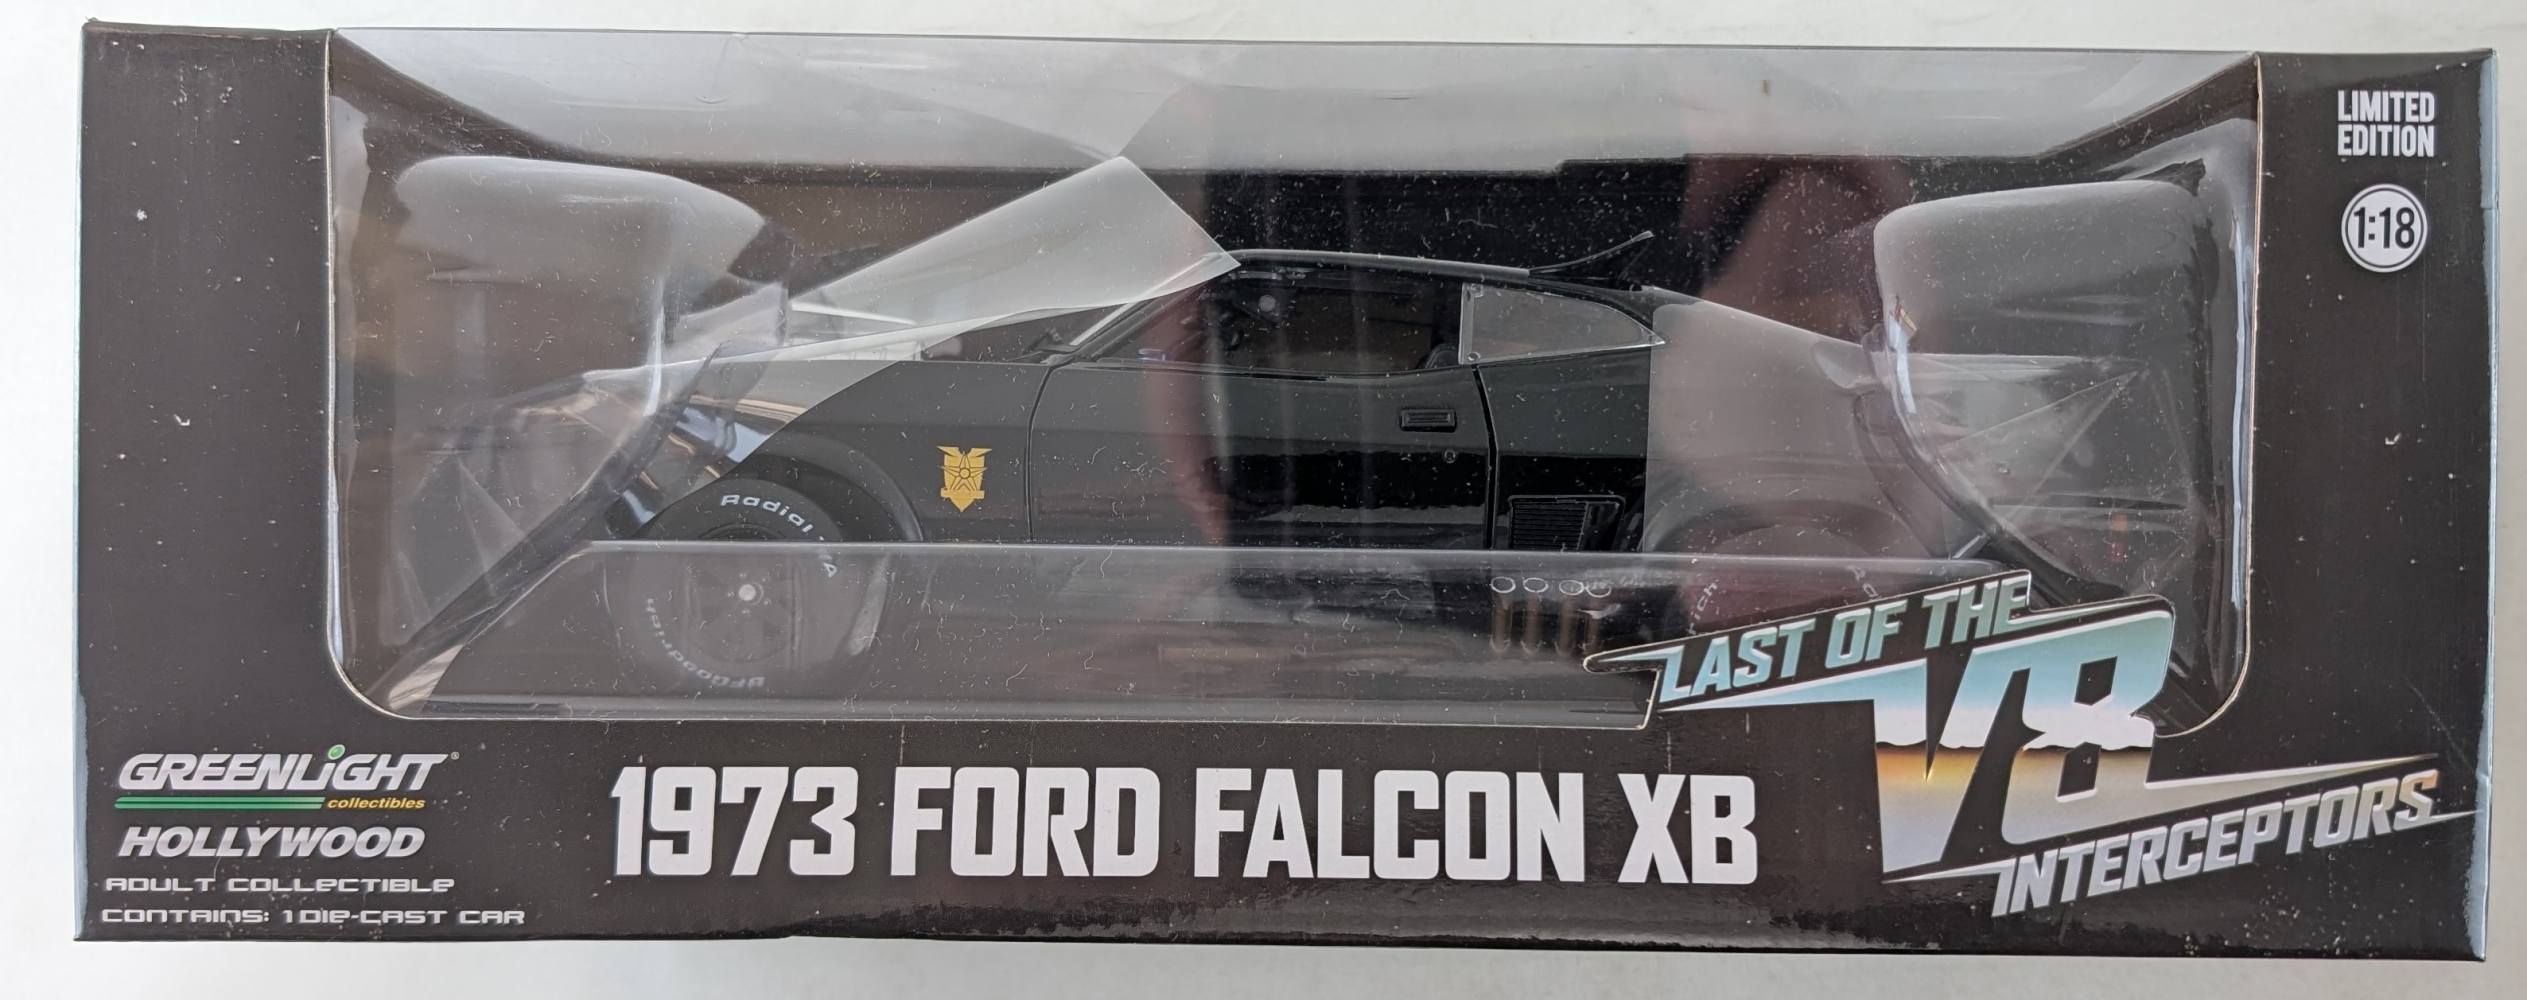 LIMITED
EDITION
1:18
Radial T/A
BFGoodrich
LAST OF THE
V8
INTERCEPTORS
GREENLiGHT®
collectibles
HOLLYWOOD
ADULT COLLECTIBLE
CONTAINS: 1 DIE-CAST CAR
1973 FORD FALCON XB